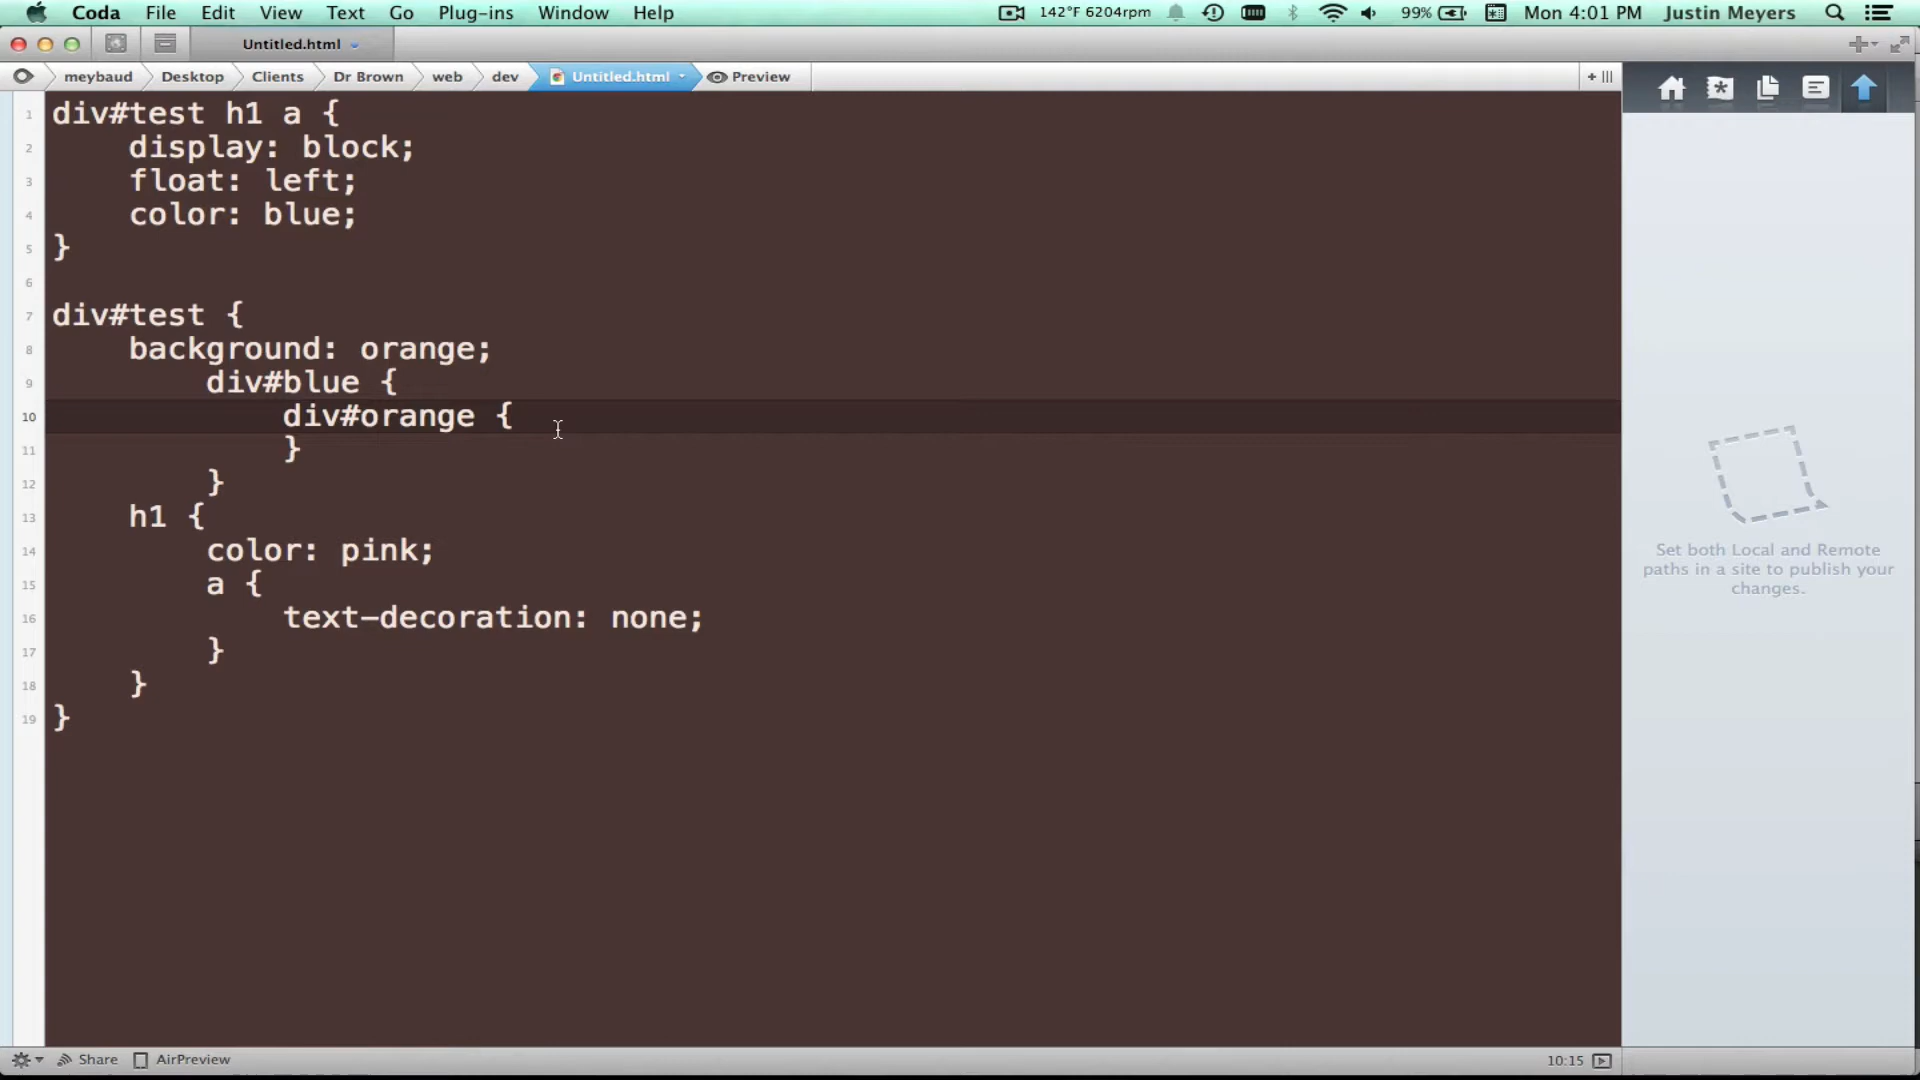 Coda File Edit View Text Go Plug-ins Window Help 142°F 6204rpm 99% Mon 4:01 PM Justin Meyers
Untitled.html
meybaud Desktop Clients Dr Brown web dev Untitled.html Preview
1 div#test h1 a {
2 display: block;
3 float: left;
4 color: blue;
5 }
6
7 div#test {
8 background: orange;
9 div#blue {
10 div#orange {
11 }
12 }
13 h1 {
14 color: pink;
15 a {
16 text-decoration: none;
17 }
18 }
19 }
Set both Local and Remote
paths in a site to publish your
changes.
Share AirPreview 10:15